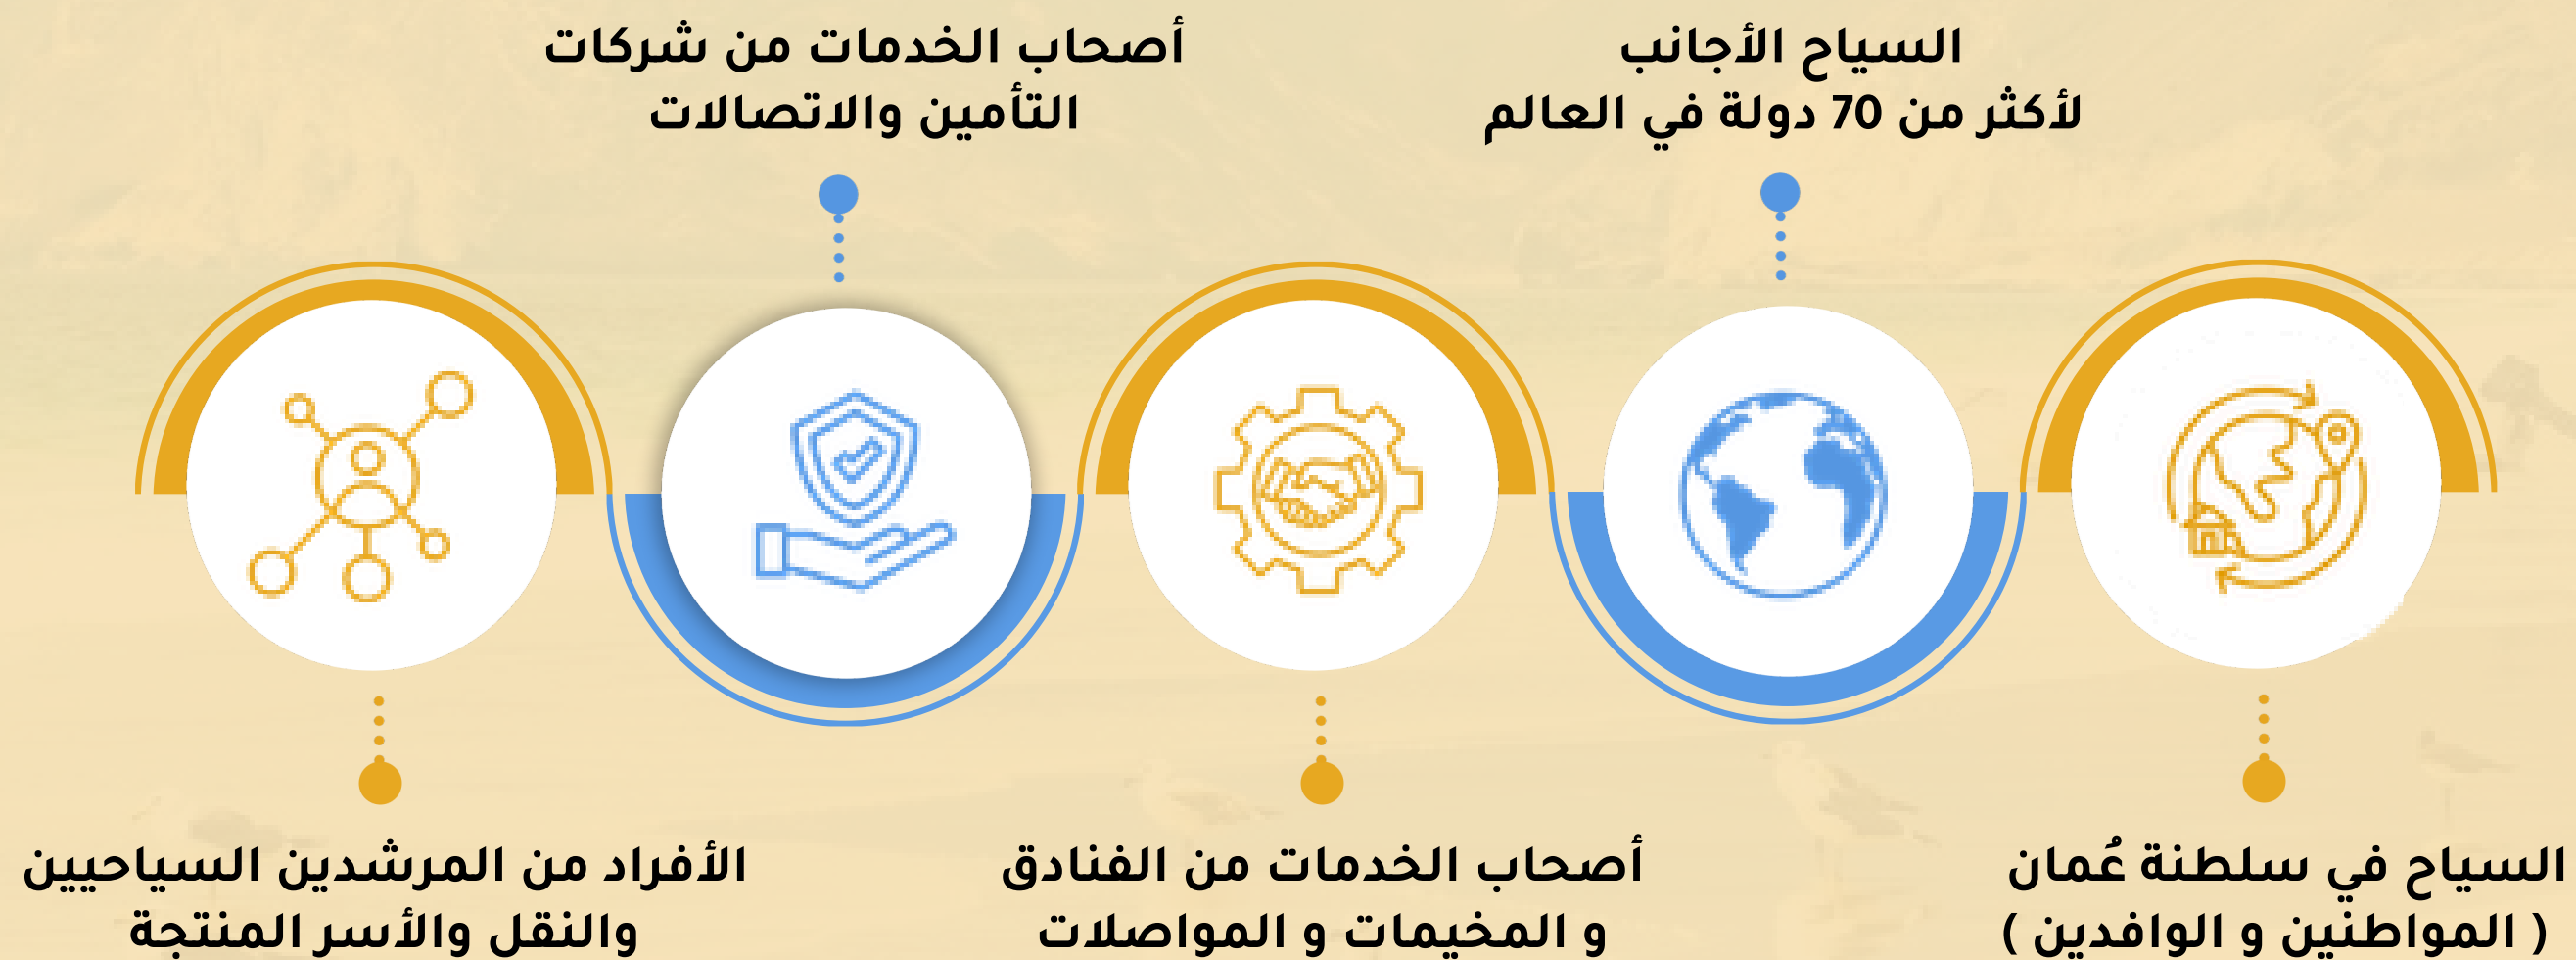 السياح في سلطنة عُمان
( المواطنين و الوافدين )
السياح الأجانب
لأكثر من 70 دولة في العالم
أصحاب الخدمات من الفنادق
و المخيمات و المواصلات
أصحاب الخدمات من شركات
التأمين والاتصالات
الأفراد من المرشدين السياحيين
والنقل والأسر المنتجة